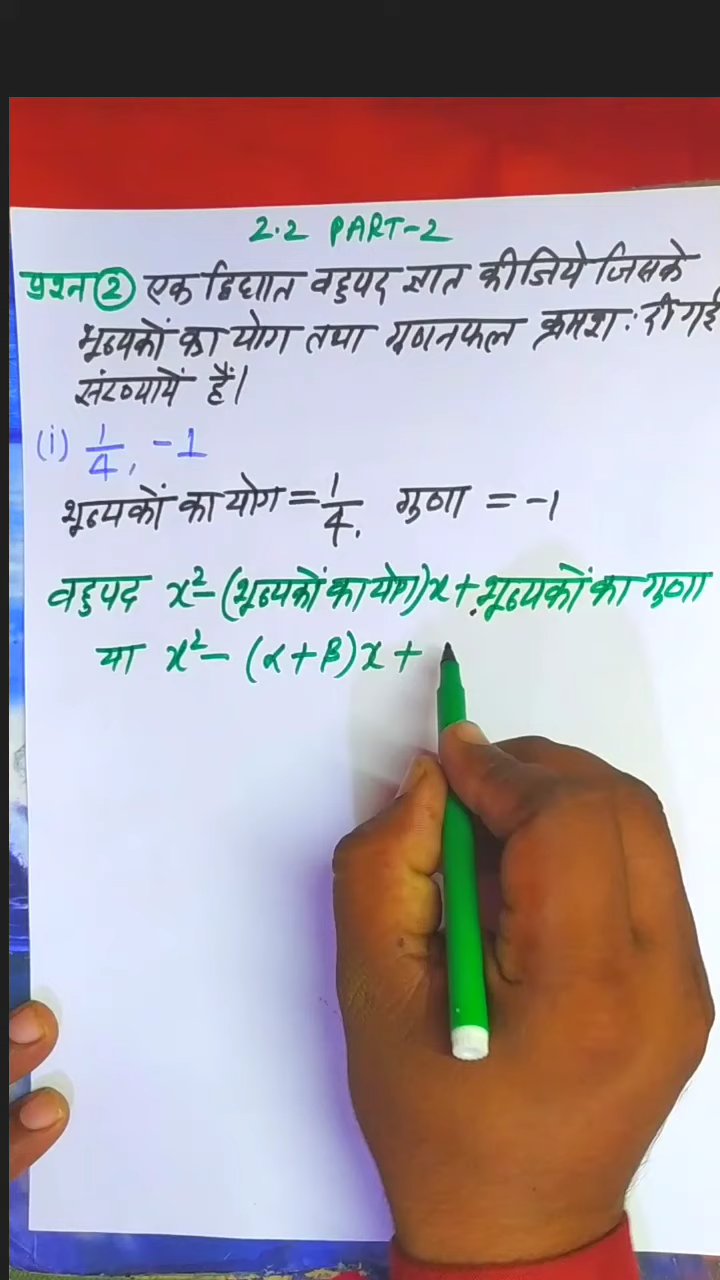 2.2 PART-2
प्रश्न② एक द्विघात बहुपद ज्ञात कीजिये जिसके
शून्यकों का योग तथा गुणनफल क्रमश: दी गई
संख्यायें हैं।
(i) 1/4, -1
शून्यकों का योग = 1/4, गुणा = -1
बहुपद x² - (शून्यकों का योग)x + शून्यकों का गुणा
या x² - (α + β)x +